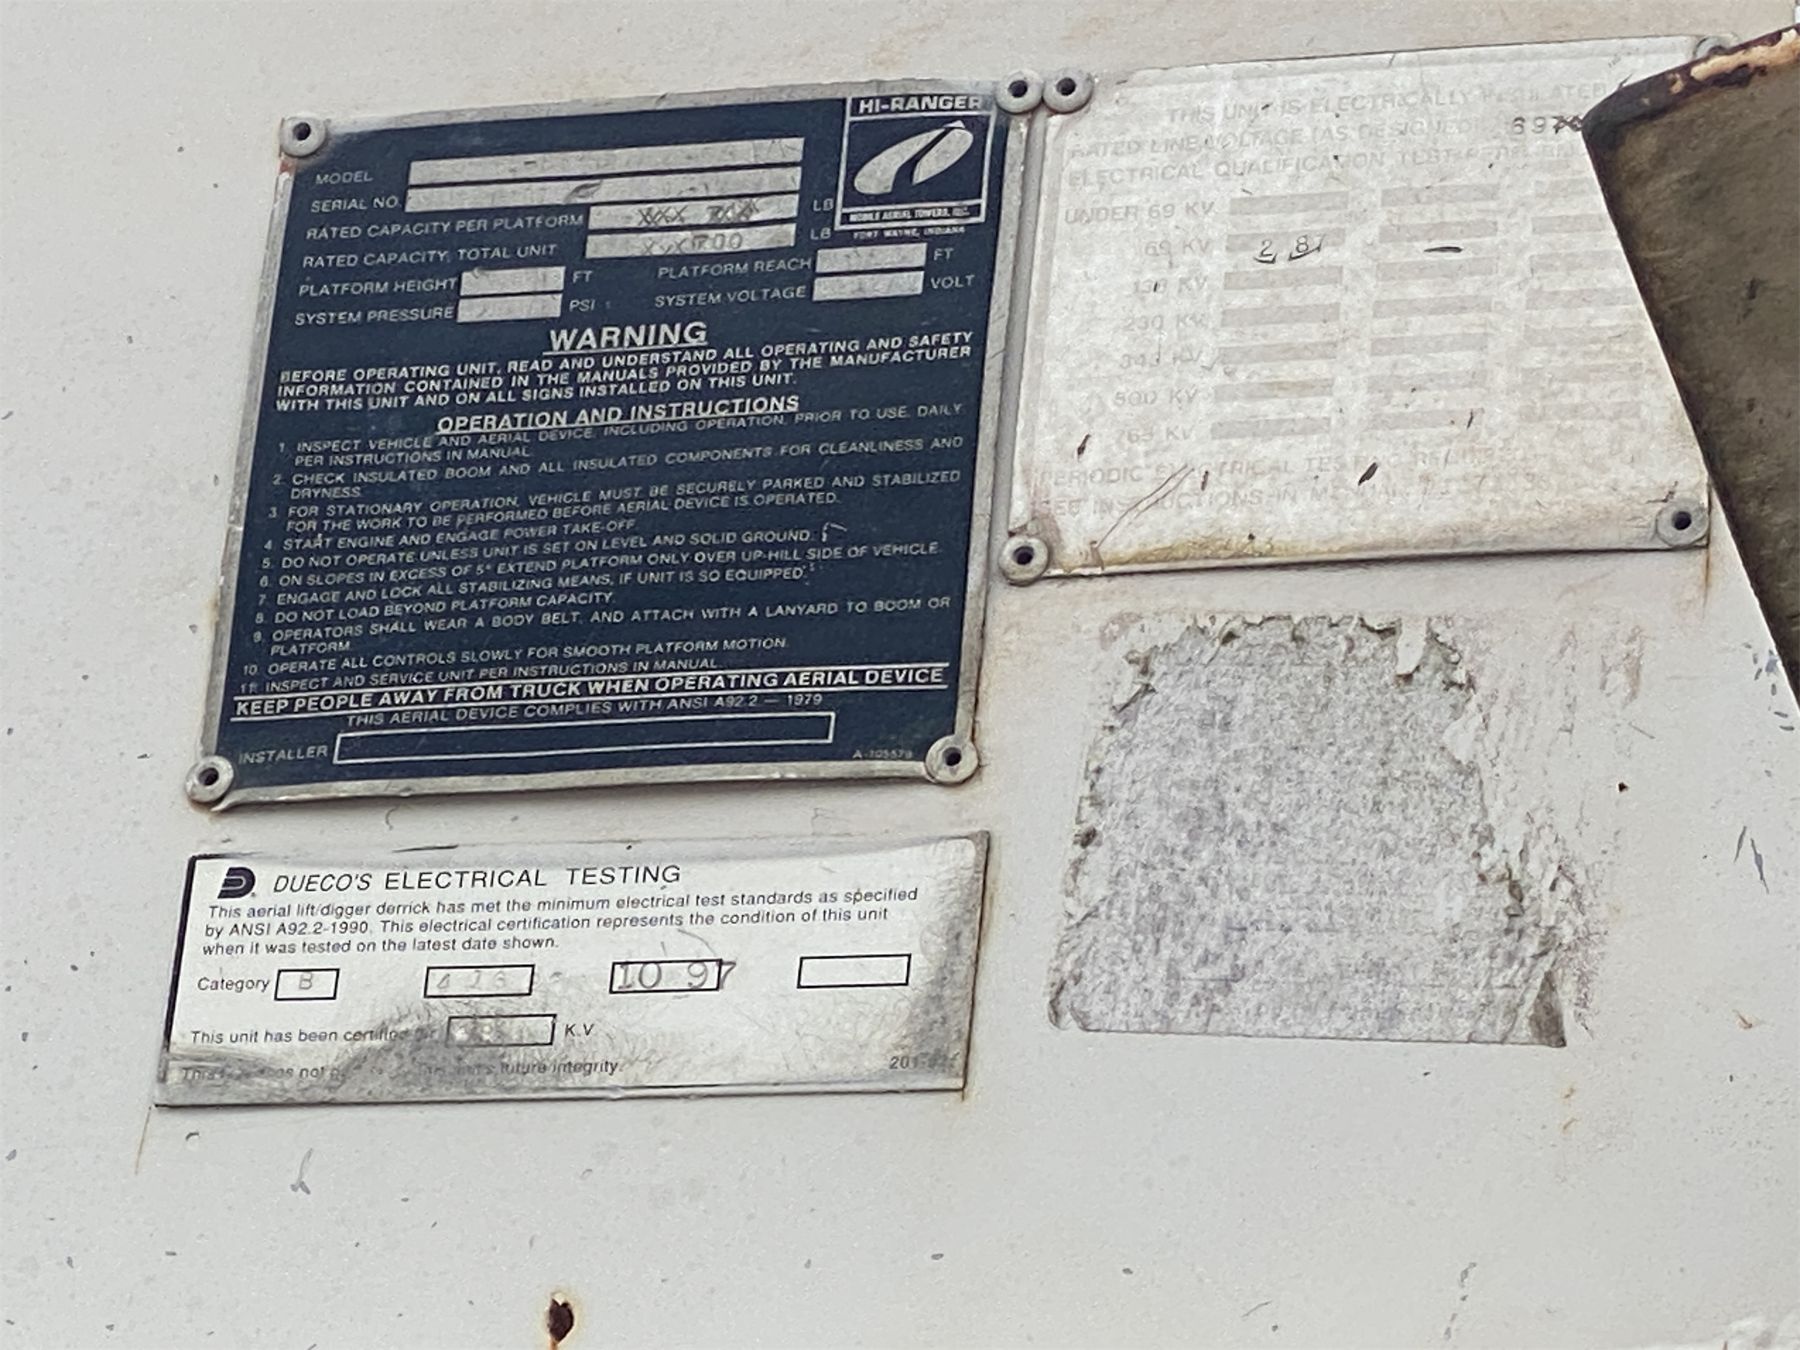 HI-RANGER
MOBILE AERIAL TOWERS, INC.
FORT WAYNE, INDIANA
MODEL
SERIAL NO.
RATED CAPACITY PER PLATFORM LB
RATED CAPACITY, TOTAL UNIT 700 LB
PLATFORM HEIGHT FT PLATFORM REACH FT
SYSTEM PRESSURE PSI SYSTEM VOLTAGE VOLT
WARNING
BEFORE OPERATING UNIT, READ AND UNDERSTAND ALL OPERATING AND SAFETY
INFORMATION CONTAINED IN THE MANUALS PROVIDED BY THE MANUFACTURER
WITH THIS UNIT AND ON ALL SIGNS INSTALLED ON THIS UNIT.
OPERATION AND INSTRUCTIONS
1. INSPECT VEHICLE AND AERIAL DEVICE, INCLUDING OPERATION, PRIOR TO USE, DAILY
PER INSTRUCTIONS IN MANUAL.
2. CHECK INSULATED BOOM AND ALL INSULATED COMPONENTS FOR CLEANLINESS AND
DRYNESS.
3. FOR STATIONARY OPERATION, VEHICLE MUST BE SECURELY PARKED AND STABILIZED
FOR THE WORK TO BE PERFORMED BEFORE AERIAL DEVICE IS OPERATED.
4. START ENGINE AND ENGAGE POWER TAKE-OFF
5. DO NOT OPERATE UNLESS UNIT IS SET ON LEVEL AND SOLID GROUND.
6. ON SLOPES IN EXCESS OF 5° EXTEND PLATFORM ONLY OVER UP-HILL SIDE OF VEHICLE.
7. ENGAGE AND LOCK ALL STABILIZING MEANS, IF UNIT IS SO EQUIPPED.
8. DO NOT LOAD BEYOND PLATFORM CAPACITY.
9. OPERATORS SHALL WEAR A BODY BELT, AND ATTACH WITH A LANYARD TO BOOM OR
PLATFORM.
10. OPERATE ALL CONTROLS SLOWLY FOR SMOOTH PLATFORM MOTION.
11. INSPECT AND SERVICE UNIT PER INSTRUCTIONS IN MANUAL.
KEEP PEOPLE AWAY FROM TRUCK WHEN OPERATING AERIAL DEVICE
THIS AERIAL DEVICE COMPLIES WITH ANSI A92.2 — 1979
INSTALLER
THIS UNIT IS ELECTRICALLY
RATED LINE VOLTAGE (AS DESIGNED)
ELECTRICAL QUALIFICATION TEST
UNDER 69 KV
69 KV 2 81 —
138 KV
230 KV
345 KV
500 KV
765 KV
PERIODIC ELECTRICAL
SEE INSTRUCTIONS IN
DUECO'S ELECTRICAL TESTING
This aerial lift/digger derrick has met the minimum electrical test standards as specified
by ANSI A92.2-1990. This electrical certification represents the condition of this unit
when it was tested on the latest date shown.
Category B 10 97
This unit has been certified for K.V
This does not future integrity.